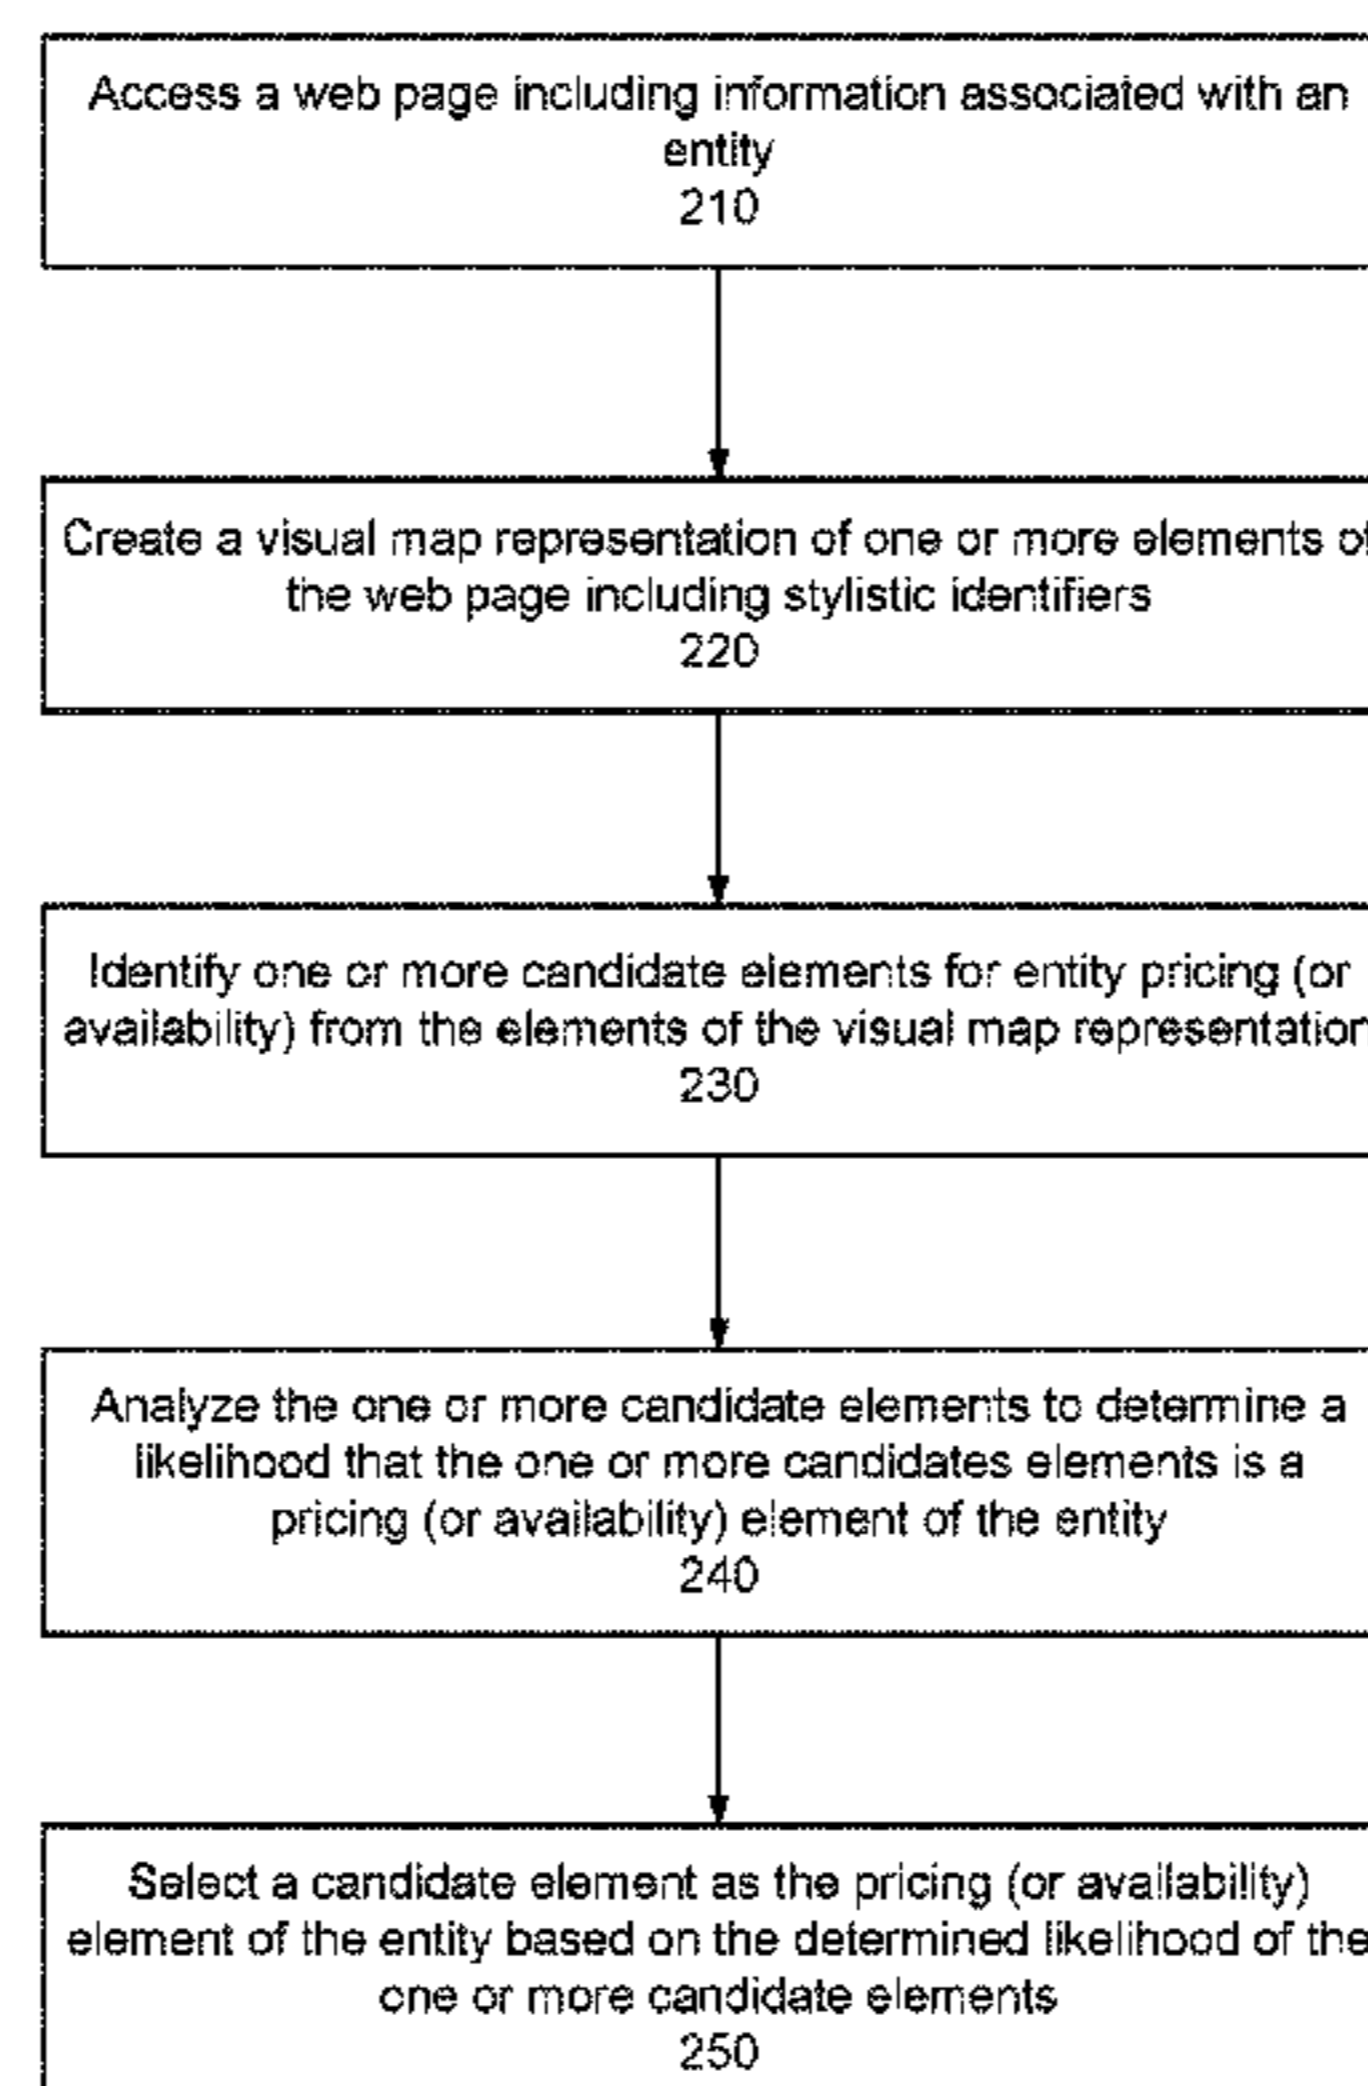 Access a web page including information associated with an
entity
210
Create a visual map representation of one or more elements of
the web page including stylistic identifiers
220
Identify one or more candidate elements for entity pricing (or
availability) from the elements of the visual map representation
230
Analyze the one or more candidate elements to determine a
likelihood that the one or more candidates elements is a
pricing (or availability) element of the entity
240
Select a candidate element as the pricing (or availability)
element of the entity based on the determined likelihood of the
one or more candidate elements
250